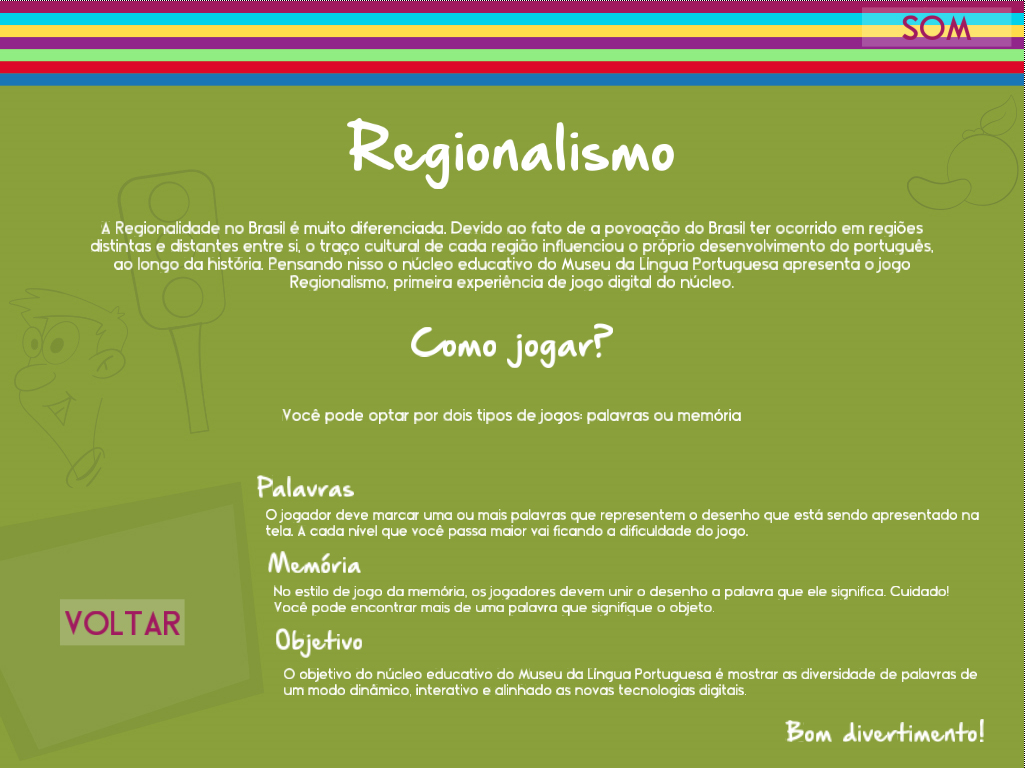 SOM
Regionalismo
A Regionalidade no Brasil é muito diferenciada. Devido ao fato de a povoação do Brasil ter ocorrido em regiões
distintas e distantes entre si, o traço cultural de cada região influenciou o próprio desenvolvimento do português,
ao longo da história. Pensando nisso o núcleo educativo do Museu da Língua Portuguesa apresenta o jogo
Regionalismo, primeira experiência de jogo digital do núcleo.
Como jogar?
Você pode optar por dois tipos de jogos: palavras ou memória
Palavras
O jogador deve marcar uma ou mais palavras que representem o desenho que está sendo apresentado na
tela. A cada nível que você passa maior vai ficando a dificuldade do jogo.
Memória
No estilo de jogo da memória, os jogadores devem unir o desenho a palavra que ele significa. Cuidado!
Você pode encontrar mais de uma palavra que signifique o objeto.
VOLTAR
Objetivo
O objetivo do núcleo educativo do Museu da Língua Portuguesa é mostrar as diversidade de palavras de
um modo dinâmico, interativo e alinhado as novas tecnologias digitais.
Bom divertimento!